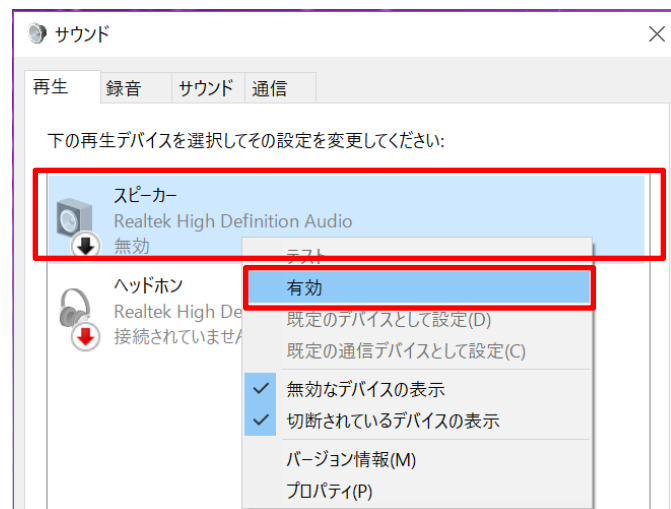 サウンド
再生 録音 サウンド 通信
下の再生デバイスを選択してその設定を変更してください:
スピーカー
Realtek High Definition Audio
無効
テスト
ヘッドホン
有効
Realtek High De
既定のデバイスとして設定(D)
接続されていません
既定の通信デバイスとして設定(C)
無効なデバイスの表示
切断されているデバイスの表示
バージョン情報(M)
プロパティ(P)